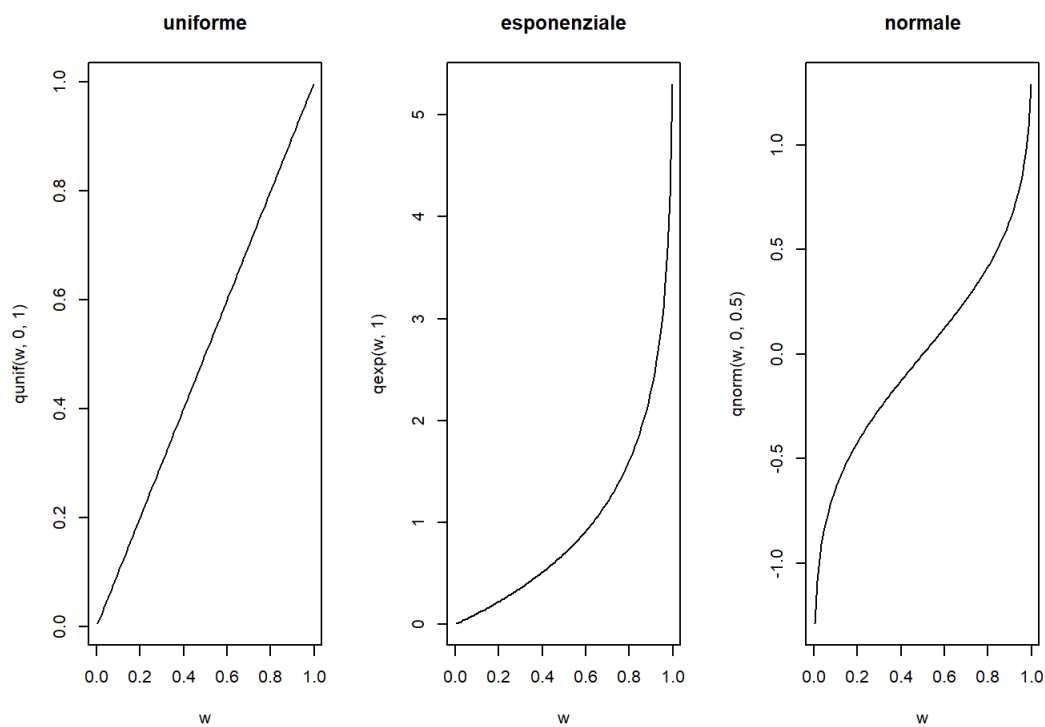 uniforme
esponenziale
normale
qunif(w, 0, 1)
1.0
0.8
0.6
0.4
0.2
0.0
0.0 0.2 0.4 0.6 0.8 1.0
w
qexp(w, 1)
5
4
3
2
1
0
0.0 0.2 0.4 0.6 0.8 1.0
w
qnorm(w, 0, 0.5)
1.0
0.5
0.0
-0.5
-1.0
0.0 0.2 0.4 0.6 0.8 1.0
w